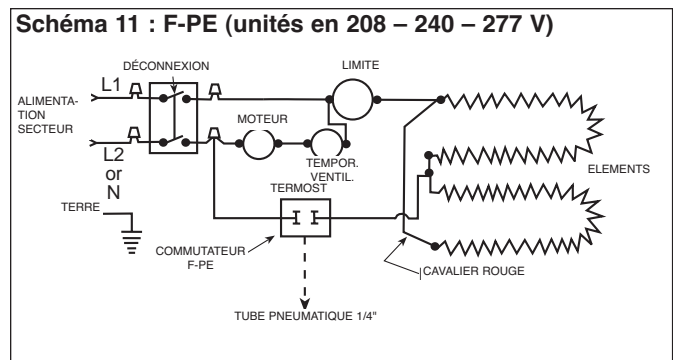 Schéma 11 : F-PE (unités en 208 – 240 – 277 V)
DÉCONNEXION
LIMITE
L1
ALIMENTA-
TION
SECTEUR
MOTEUR
L2
or
N
TEMPOR.
VENTIL.
ELEMENTS
TERMOST
TERRE
COMMUTATEUR
F-PE
CAVALIER ROUGE
TUBE PNEUMATIQUE 1/4"